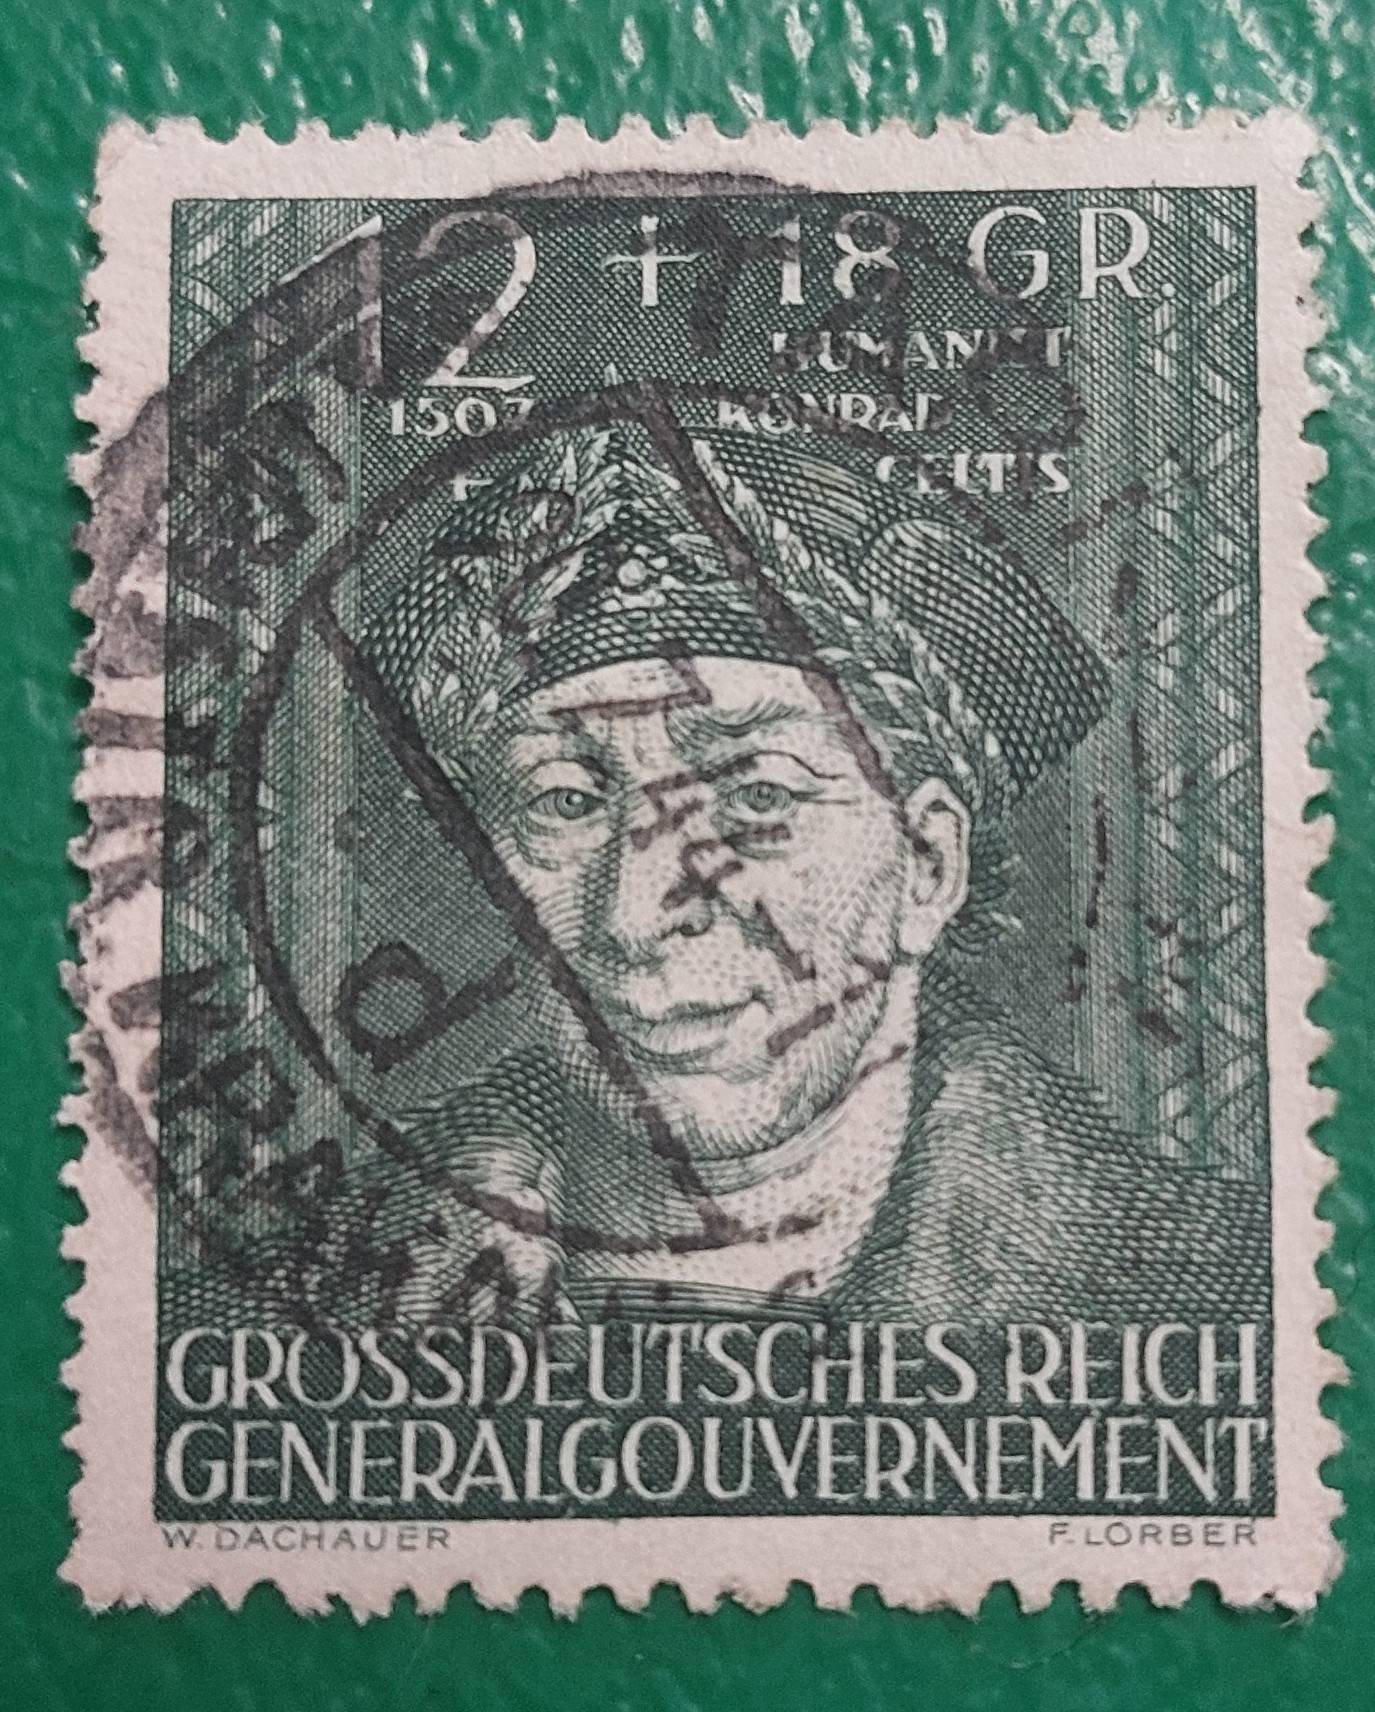 12 + 18 GR.
HUMANIST
1507 KONRAD
CELTIS
GROSSDEUTSCHES REICH
GENERALGOUVERNEMENT
W. DACHAUER F. LORBER